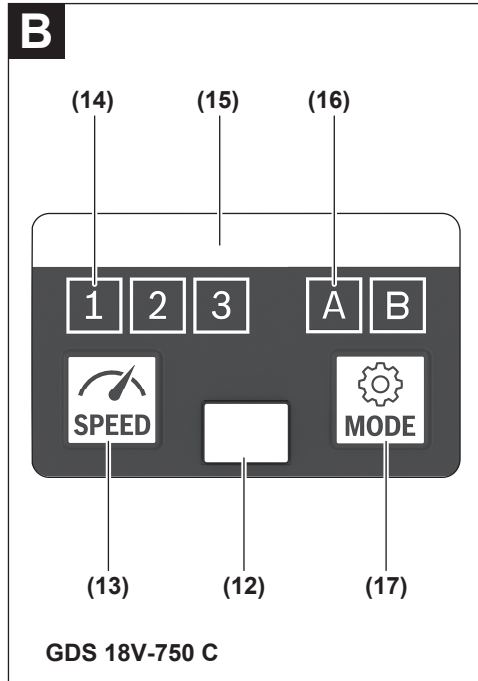 B
(14) (15) (16)
1 2 3 A B
SPEED MODE
(13) (12) (17)
GDS 18V-750 C